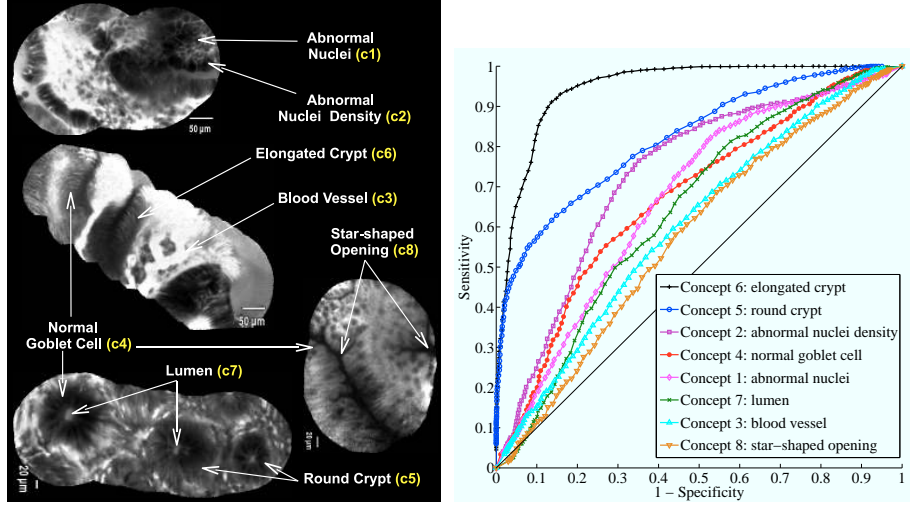 Abnormal
Nuclei (c1)
Abnormal
Nuclei Density (c2)
50 µm
Elongated Crypt (c6)
Blood Vessel (c3)
Star-shaped
Opening (c8)
50 µm
Normal
Goblet Cell (c4)
Lumen (c7)
20 µm
Round Crypt (c5)
20 µm
1
0.9
0.8
0.7
0.6
0.5
0.4
0.3
0.2
0.1
0
Sensitivity
Concept 6: elongated crypt
Concept 5: round crypt
Concept 2: abnormal nuclei density
Concept 4: normal goblet cell
Concept 1: abnormal nuclei
Concept 7: lumen
Concept 3: blood vessel
Concept 8: star−shaped opening
0 0.1 0.2 0.3 0.4 0.5 0.6 0.7 0.8 0.9 1
1 − Specificity